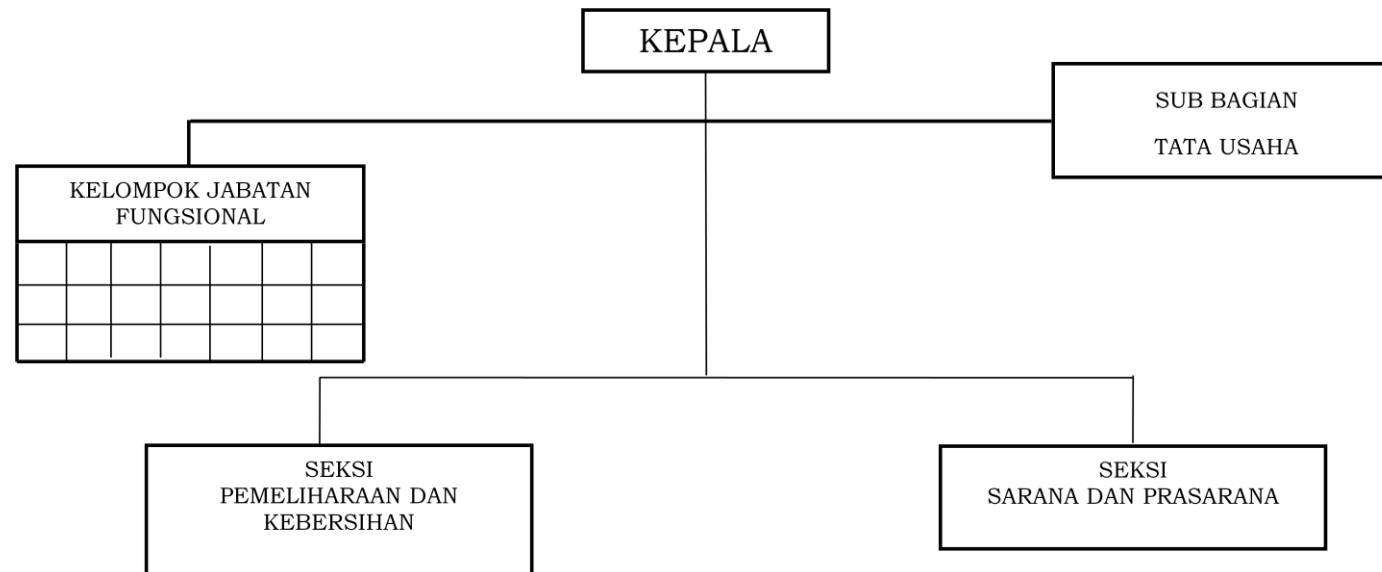 KEPALA
SUB BAGIAN
TATA USAHA
KELOMPOK JABATAN
FUNGSIONAL
SEKSI
PEMELIHARAAN DAN
KEBERSIHAN
SEKSI
SARANA DAN PRASARANA